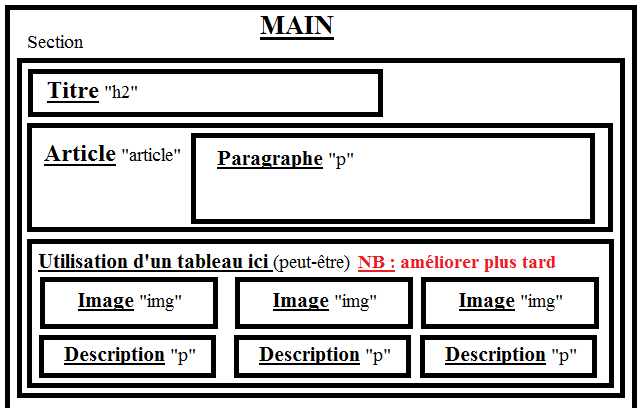 MAIN
Section
Titre "h2"
Article "article"
Paragraphe "p"
Utilisation d'un tableau ici (peut-être) NB : améliorer plus tard
Image "img" Image "img" Image "img"
Description "p" Description "p" Description "p"